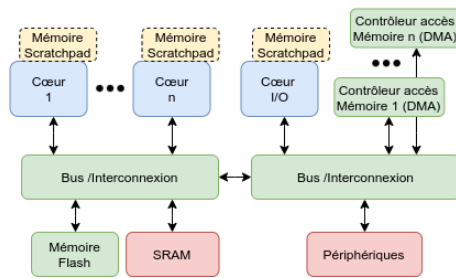 Mémoire
Scratchpad
Cœur
1
•••
Mémoire
Scratchpad
Cœur
n
Mémoire
Scratchpad
Cœur
I/O
Contrôleur accès
Mémoire n (DMA)
•••
Contrôleur accès
Mémoire 1 (DMA)
Bus /Interconnexion
Bus /Interconnexion
Mémoire
Flash
SRAM
Périphériques